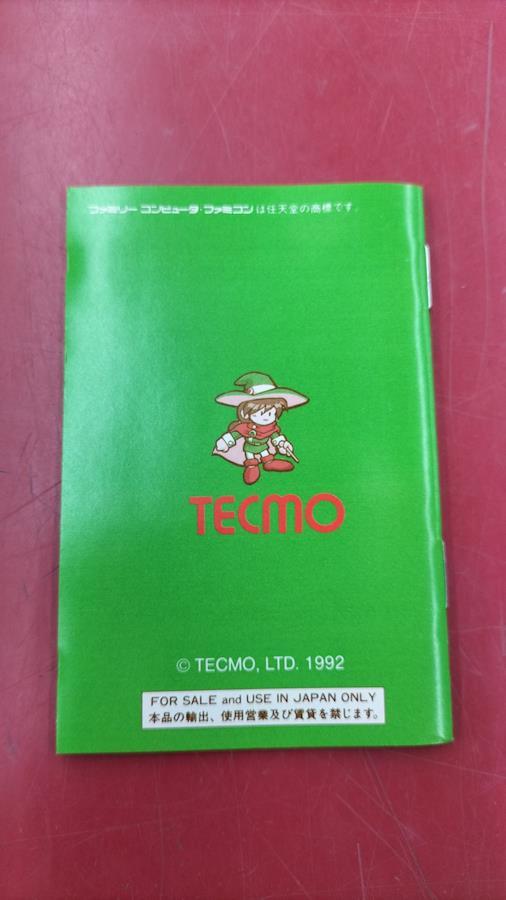 ファミリー コンピュータ・ファミコンは任天堂の商標です。
TECMO
© TECMO, LTD. 1992
FOR SALE and USE IN JAPAN ONLY
本品の輸出、使用営業及び賃貸を禁じます。